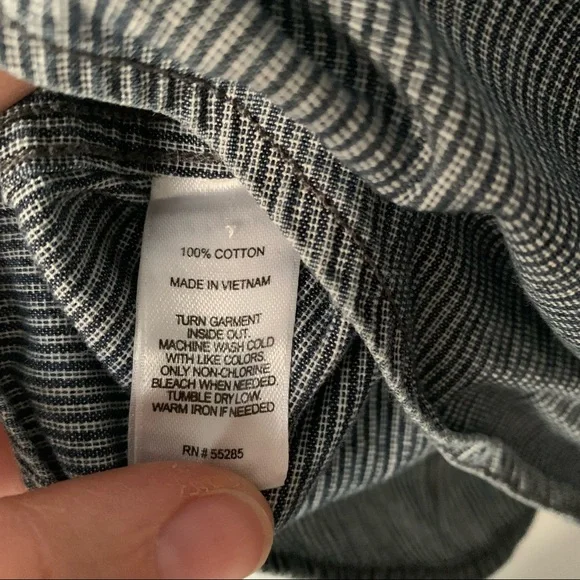 100% COTTON
MADE IN VIETNAM
TURN GARMENT
INSIDE OUT.
MACHINE WASH COLD
WITH LIKE COLORS.
ONLY NON-CHLORINE
BLEACH WHEN NEEDED.
TUMBLE DRY LOW.
WARM IRON IF NEEDED
RN # 55285